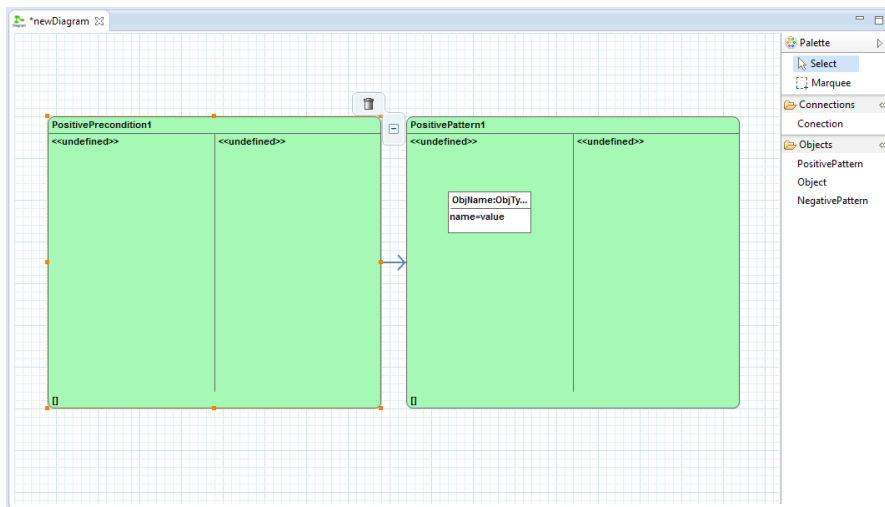 *newDiagram
Palette
Select
Marquee
Connections
Conection
Objects
PositivePattern
Object
NegativePattern
PositivePrecondition1
<<undefined>> <<undefined>>
[]
PositivePattern1
<<undefined>> <<undefined>>
ObjName:ObjTy...
name=value
[]